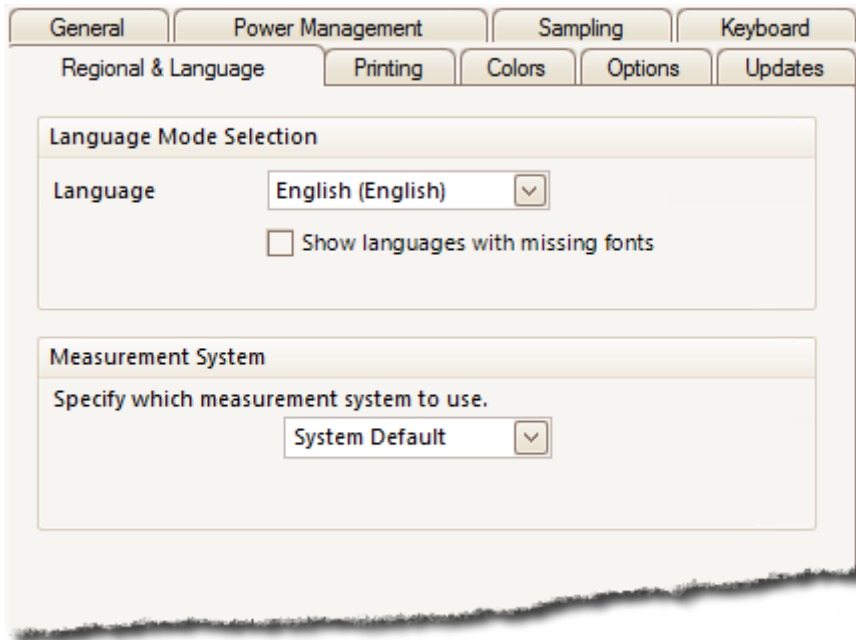 General Power Management Sampling Keyboard
Regional & Language Printing Colors Options Updates
Language Mode Selection
Language English (English)
Show languages with missing fonts
Measurement System
Specify which measurement system to use.
System Default